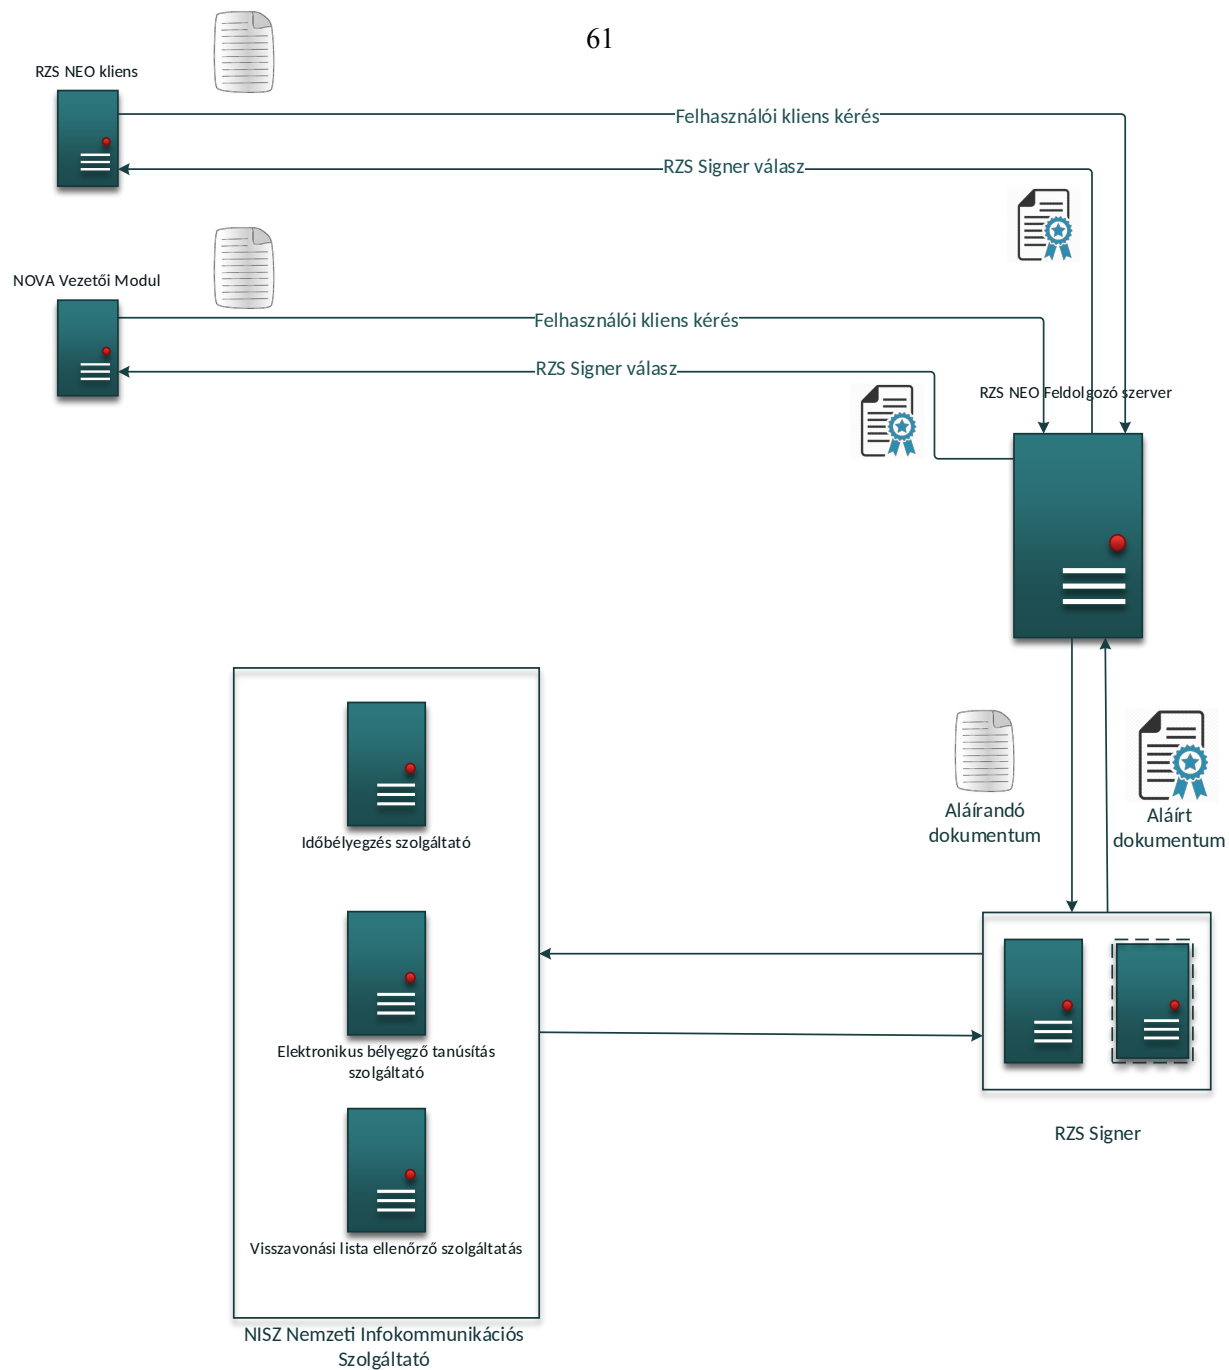 61
RZS NEO kliens
Felhasználói kliens kérés
RZS Signer válasz
NOVA Vezetői Modul
Felhasználói kliens kérés
RZS Signer válasz
RZS NEO Feldolgozó szerver
Időbélyegzés szolgáltató
Aláírandó
dokumentum
Aláírt
dokumentum
Elektronikus bélyegző tanúsítás
szolgáltató
RZS Signer
Visszavonási lista ellenőrző szolgáltatás
NISZ Nemzeti Infokommunikációs
Szolgáltató